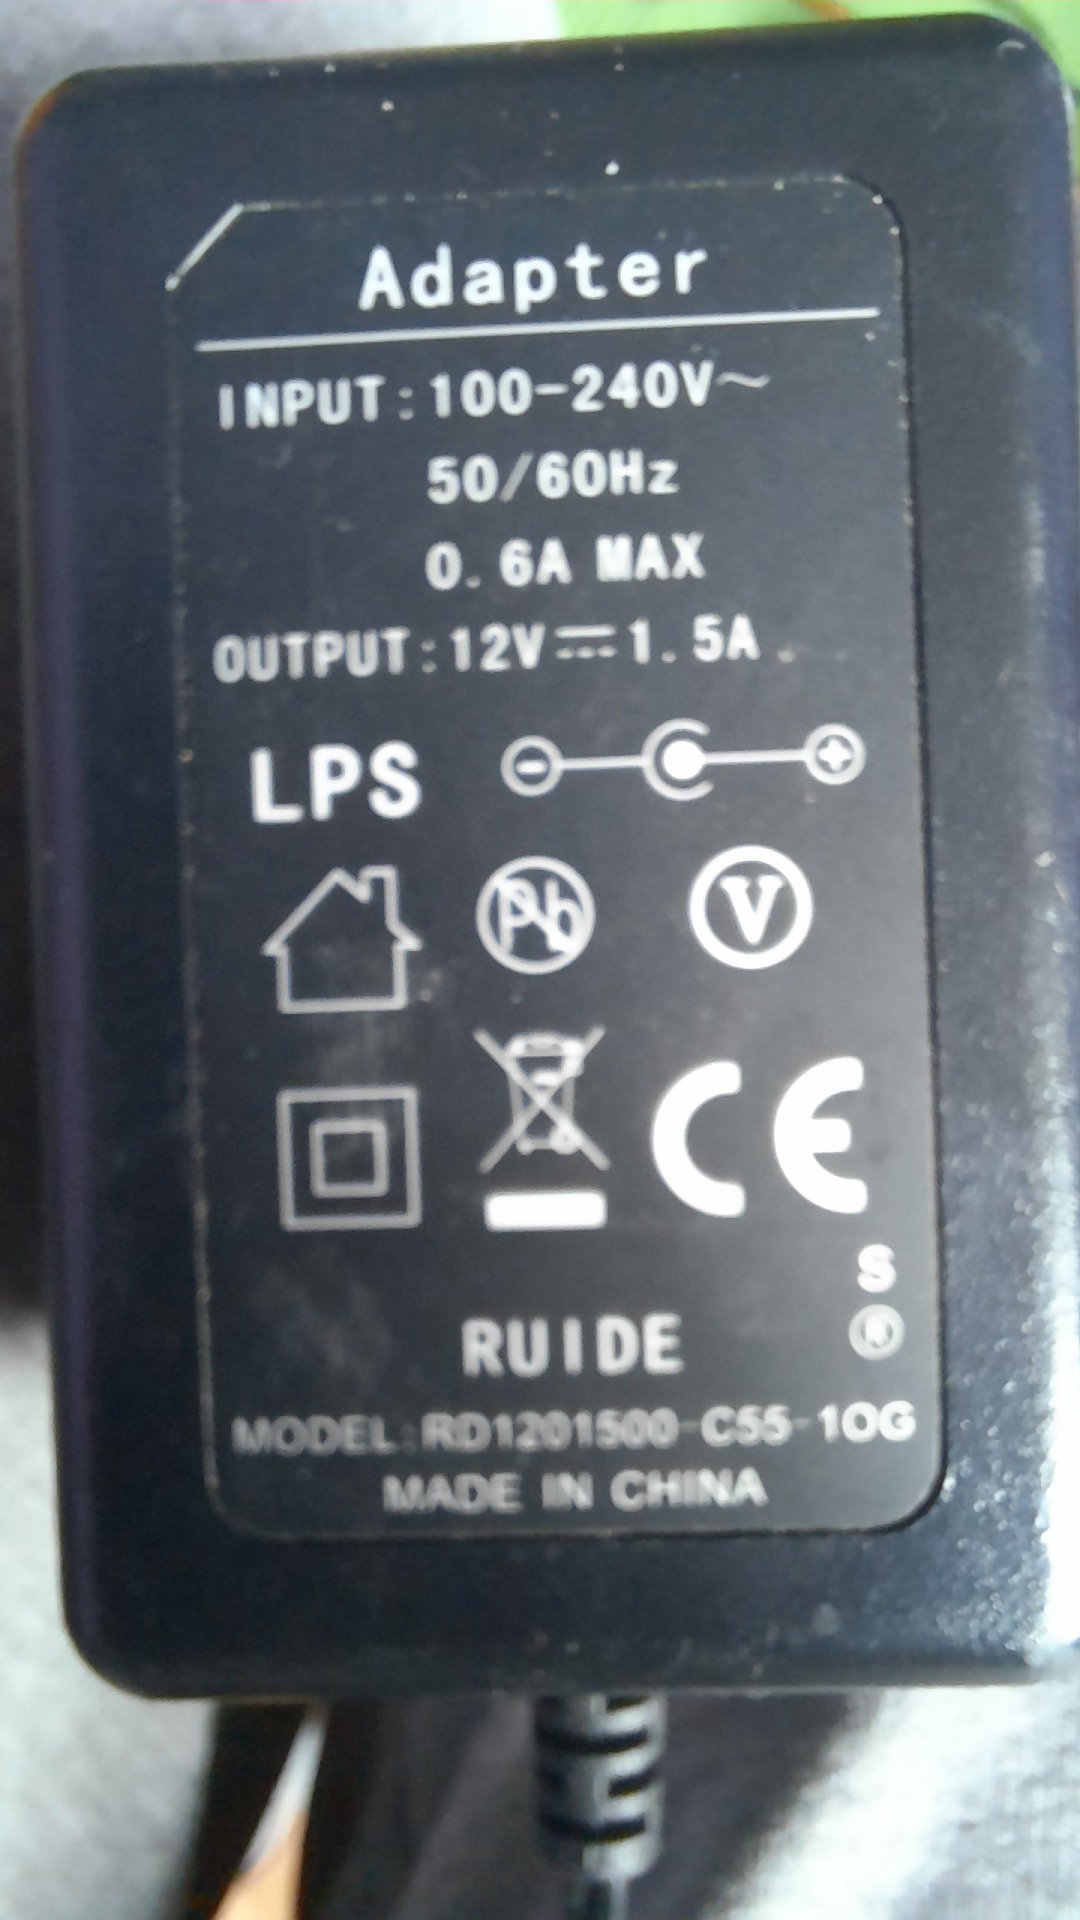 Adapter
INPUT:100-240V~
50/60Hz
0.6A MAX
OUTPUT:12V⎓1.5A
LPS - +
Pb V
CE
S
®
RUIDE
MODEL:RD1201500-C55-10G
MADE IN CHINA